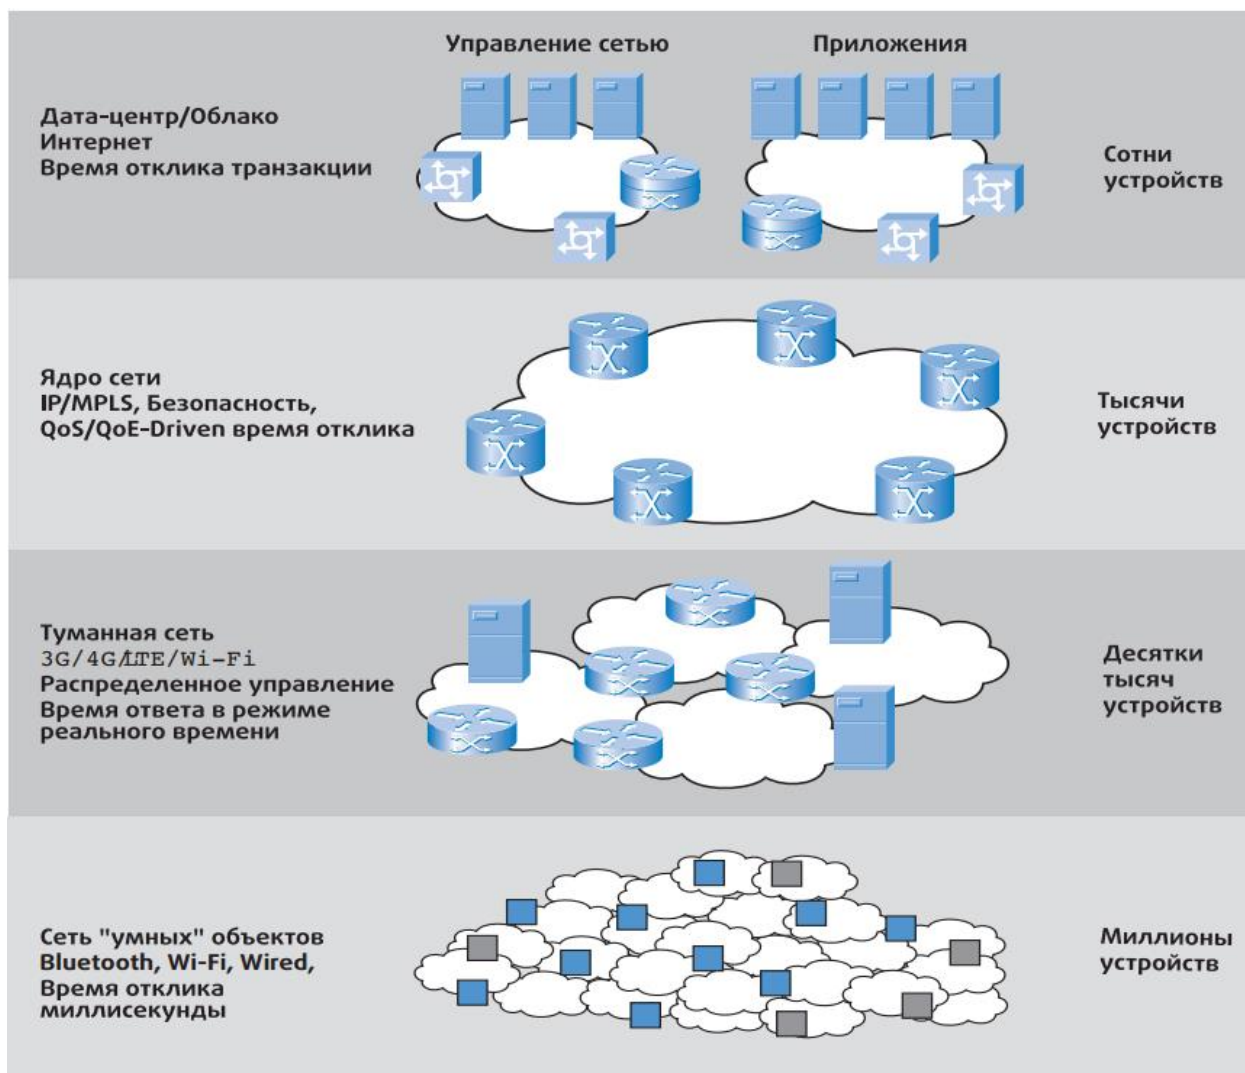 Управление сетью
Приложения
Дата-центр/Облако
Интернет
Время отклика транзакции
Сотни
устройств
Ядро сети
IP/MPLS, Безопасность,
QoS/QoE-Driven время отклика
Тысячи
устройств
Туманная сеть
3G/4G/LTE/Wi-Fi
Распределенное управление
Время ответа в режиме
реального времени
Десятки
тысяч
устройств
Сеть "умных" объектов
Bluetooth, Wi-Fi, Wired,
Время отклика
миллисекунды
Миллионы
устройств